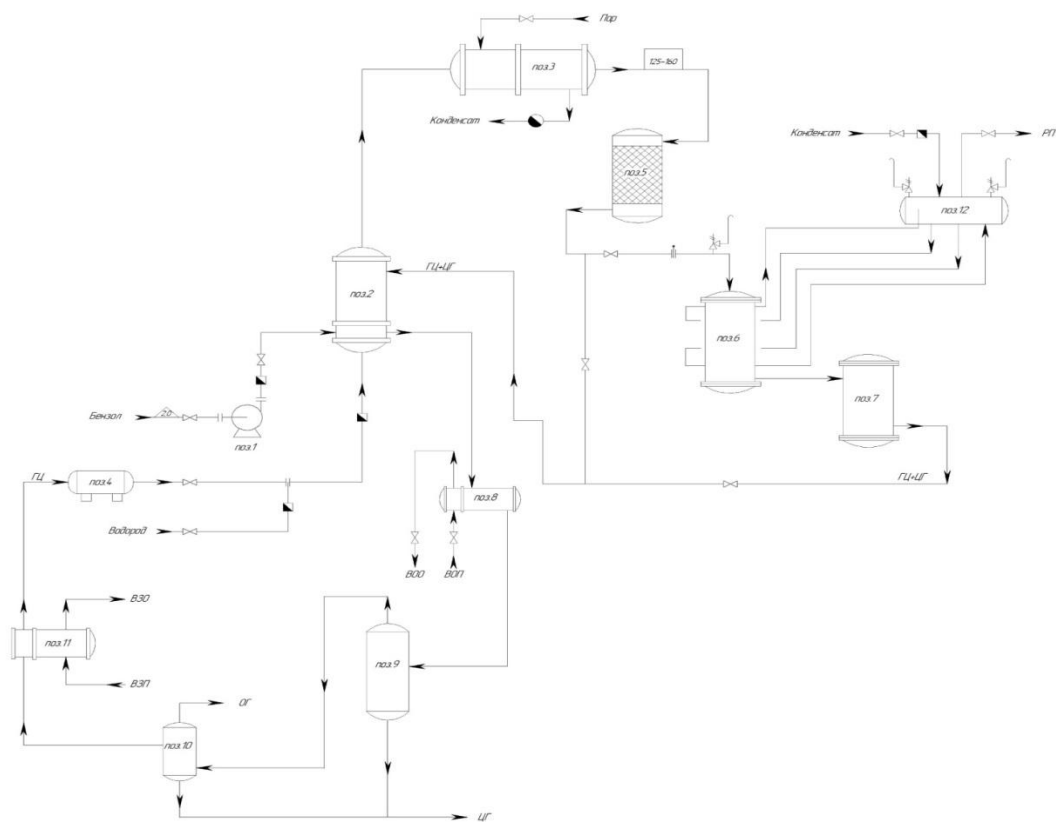 Пар
поз.3
125-160
Конденсат
Конденсат
РП
поз.5
поз.12
ГЦ+ЦГ
поз.2
поз.6
поз.7
Бензол
20
поз.1
ГЦ
поз.4
ГЦ+ЦГ
поз.8
Водород
ВОО
ВОП
ВЗО
поз.11
поз.9
ВЗП
ОГ
поз.10
ЦГ